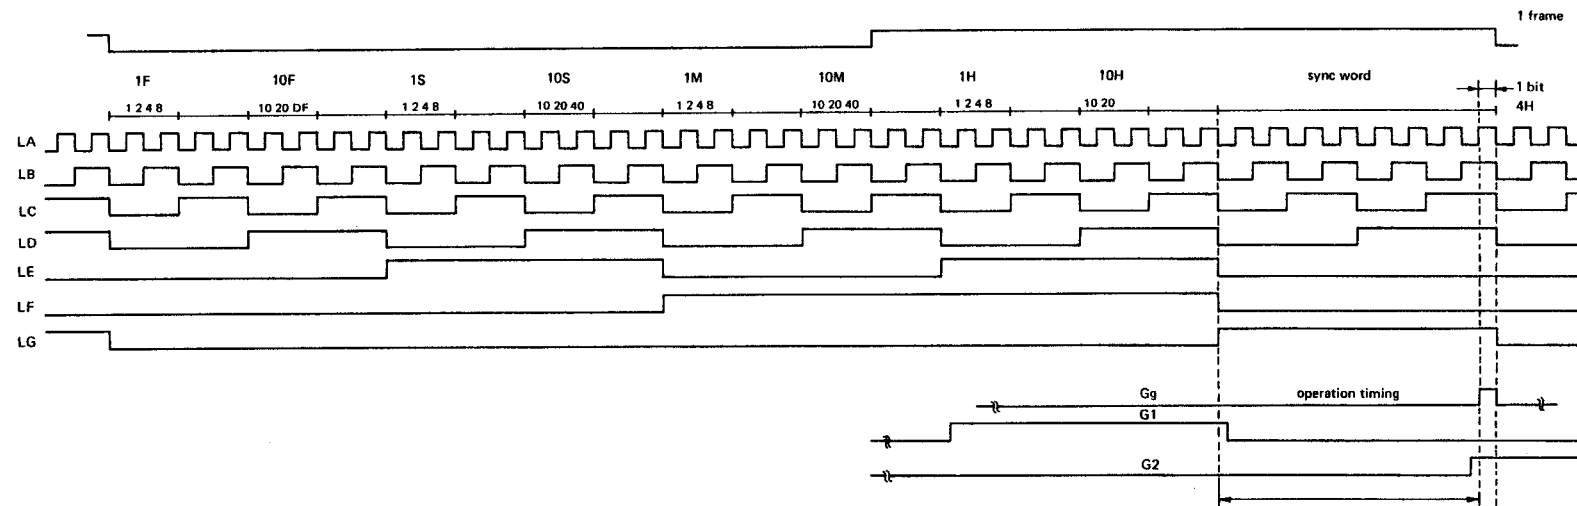 1 frame
1F 10F 1S 10S 1M 10M 1H 10H sync word
1 bit
1 2 4 8 10 20 DF 1 2 4 8 10 20 40 1 2 4 8 10 20 40 1 2 4 8 10 20 4H
LA
LB
LC
LD
LE
LF
LG
Gg operation timing
G1
G2